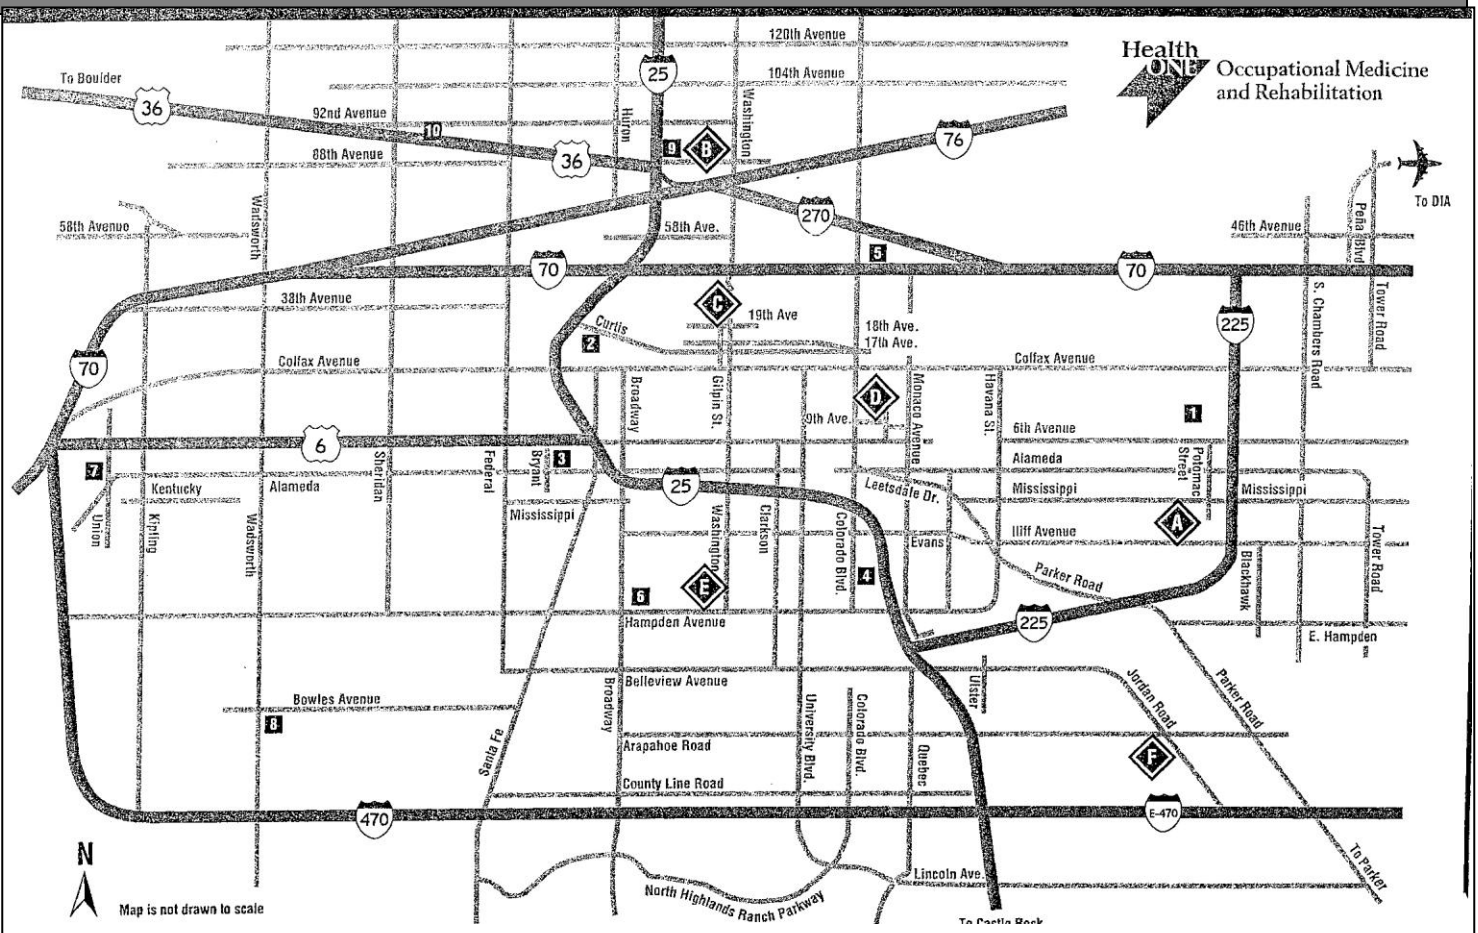 120th Avenue
Health
ONE
Occupational Medicine
and Rehabilitation
25
104th Avenue
To Boulder
36
92nd Avenue
10
Huron
Washington
76
88th Avenue
36
9
B
To DIA
Wadsworth
270
58th Avenue
58th Ave.
46th Avenue
Peña Blvd
5
70
70
38th Avenue
C
19th Ave
S. Chambers Road
Tower Road
225
Curtis
18th Ave.
17th Ave.
2
Colfax Avenue
Colfax Avenue
70
Broadway
Gilpin St.
D
Monaco Avenue
Havana St.
1
9th Ave.
6th Avenue
6
Sheridan
Federal
Bryant
3
Alameda
Potomac
Street
7
Kentucky
Alameda
25
Leetsdale Dr.
Mississippi
Mississippi
Union
Kipling
Wadsworth
Mississippi
Washington
Clarkson
Colorado Blvd.
A
Evans
Iliff Avenue
Tower Road
Blackhawk
4
Parker Road
6
E
Hampden Avenue
225
E. Hampden
Belleview Avenue
Ulster
Jordan Road
Parker Road
Bowles Avenue
8
Broadway
University Blvd.
Colorado Blvd.
Santa Fe
Arapahoe Road
Quebec
F
County Line Road
470
E-470
N
To Parker
Lincoln Ave.
North Highlands Ranch Parkway
Map is not drawn to scale
To Castle Rock